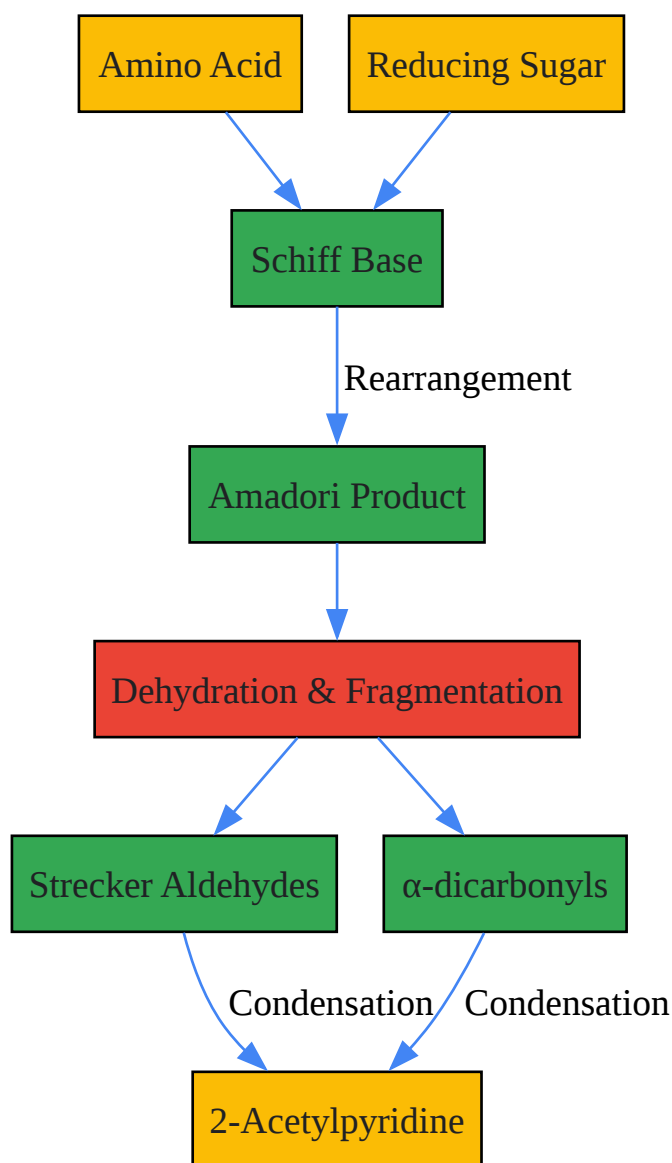 Amino Acid
Reducing Sugar
Schiff Base
Rearrangement
Amadori Product
Dehydration & Fragmentation
Strecker Aldehydes
α-dicarbonyls
Condensation
Condensation
2-Acetylpyridine